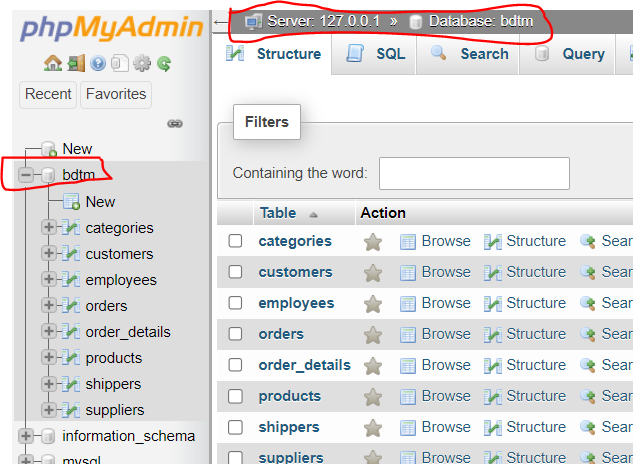 phpMyAdmin
Recent Favorites
New
bdtm
New
categories
customers
employees
orders
order_details
products
shippers
suppliers
information_schema
mysql
Server: 127.0.0.1 » Database: bdtm
Structure SQL Search Query
Filters
Containing the word:
Table Action
categories Browse Structure Sear
customers Browse Structure Sear
employees Browse Structure Sear
orders Browse Structure Sear
order_details Browse Structure Sear
products Browse Structure Sear
shippers Browse Structure Sear
suppliers Browse Structure Sear